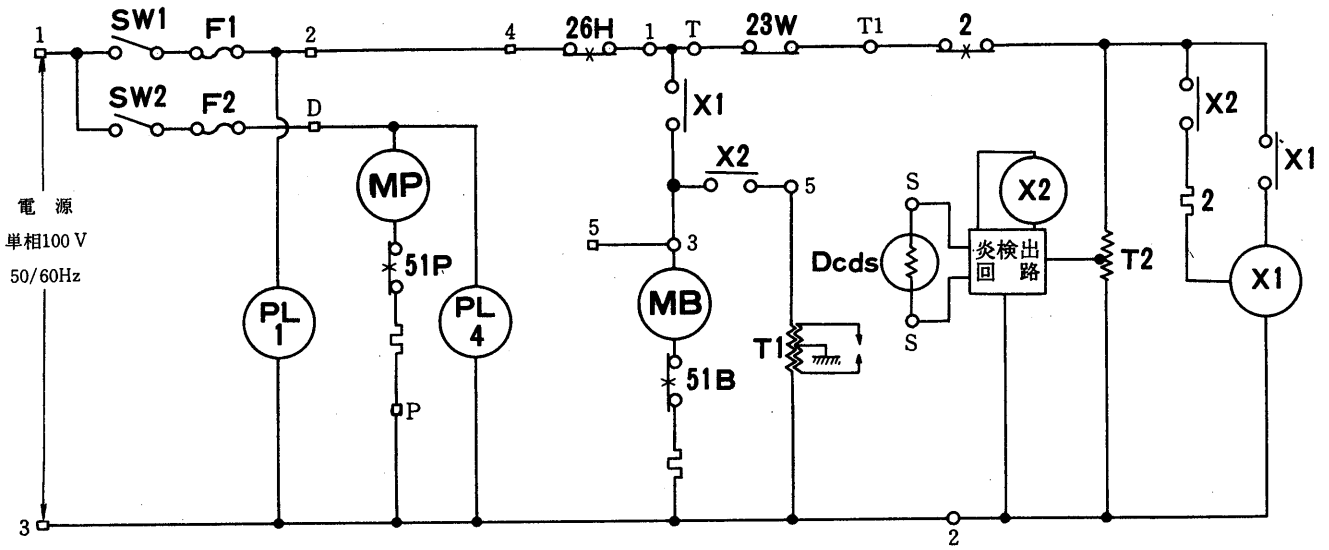 SW1
F1
1
2
4
26H
1
T
23W
T1
2
SW2
F2
D
X1
X2
X1
MP
X2
5
S
X2
電 源
単相100 V
50/60Hz
51P
5
3
Dcds
炎検出
回 路
T2
2
X1
PL
1
PL
4
MB
S
T1
51B
P
3
2